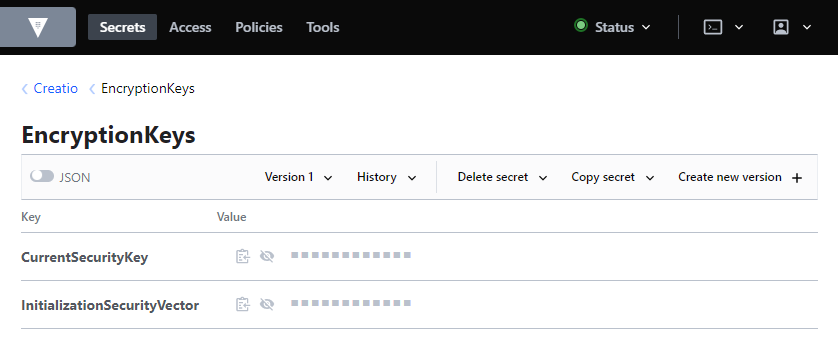 Secrets Access Policies Tools Status
Creatio EncryptionKeys
EncryptionKeys
JSON Version 1 History Delete secret Copy secret Create new version +
Key Value
CurrentSecurityKey
InitializationSecurityVector